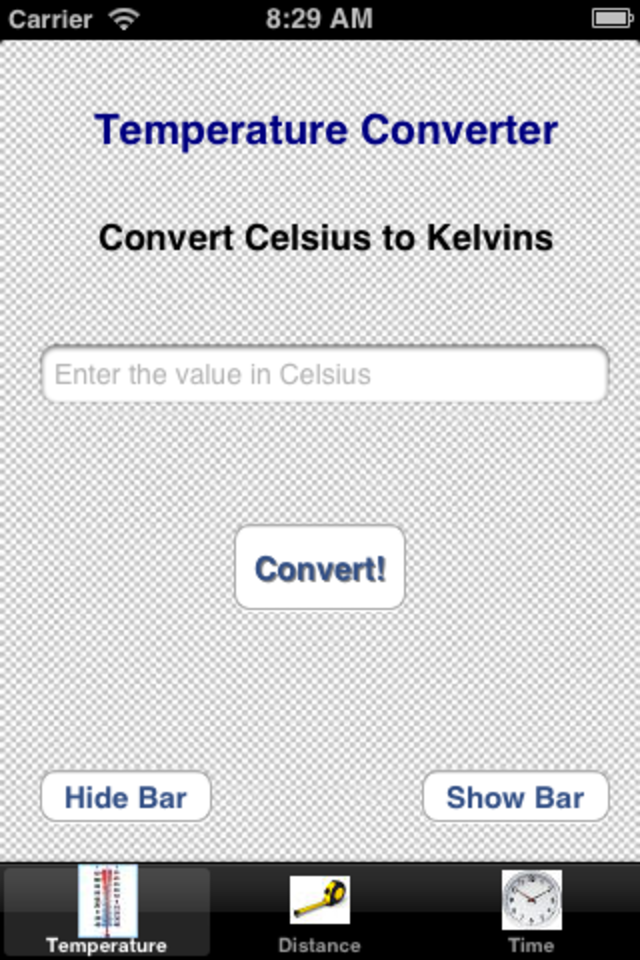 Carrier 8:29 AM
Temperature Converter
Convert Celsius to Kelvins
Enter the value in Celsius
Convert!
Hide Bar Show Bar
Temperature Distance Time